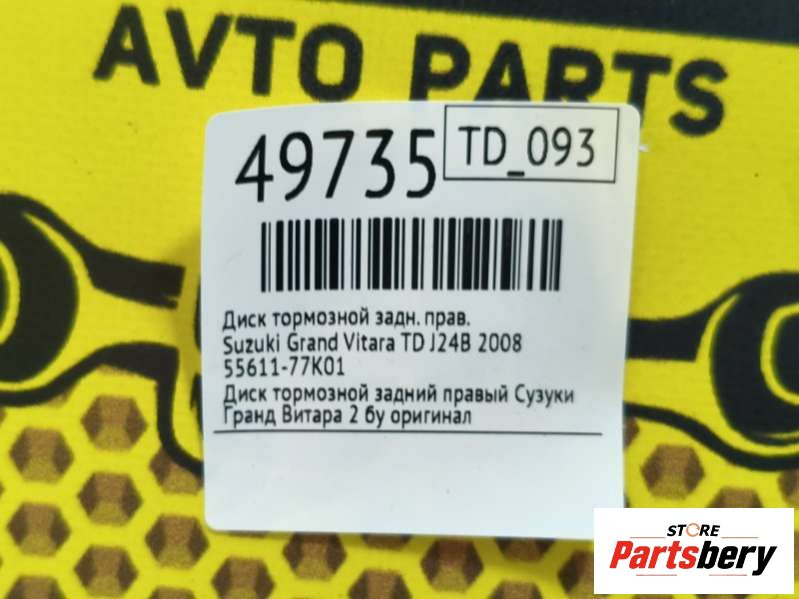 AVTO PARTS
49735
TD_093
Диск тормозной задн. прав.
Suzuki Grand Vitara TD J24B 2008
55611-77K01
Диск тормозной задний правый Сузуки
Гранд Витара 2 бу оригинал
STORE
Partsbery